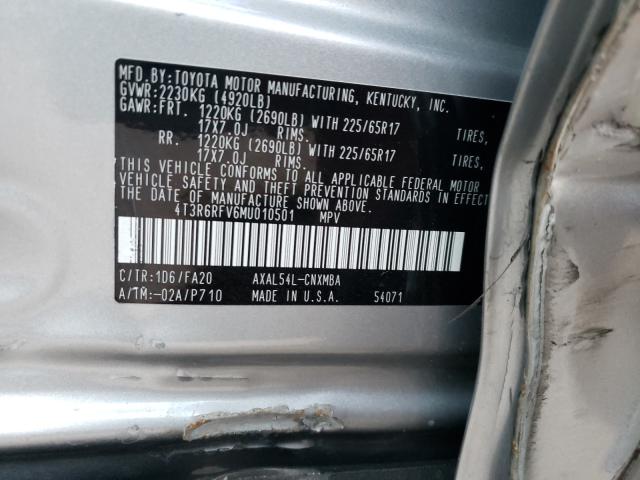 MFD.BY:TOYOTA MOTOR MANUFACTURING, KENTUCKY, INC.
GVWR:2230KG (4920LB)
GAWR:FRT. 1220KG (2690LB) WITH 225/65R17 TIRES,
17X7.0J RIMS.
RR. 1220KG (2690LB) WITH 225/65R17 TIRES,
17X7.0J RIMS.
THIS VEHICLE CONFORMS TO ALL APPLICABLE FEDERAL MOTOR
VEHICLE SAFETY AND THEFT PREVENTION STANDARDS IN EFFECT
THE DATE OF MANUFACTURE SHOWN ABOVE.
4T3R6RFV6MU010501 MPV
C/TR:1D6/FA20 AXAL54L-CNXMBA
A/TM:-02A/P710 MADE IN U.S.A. 54071